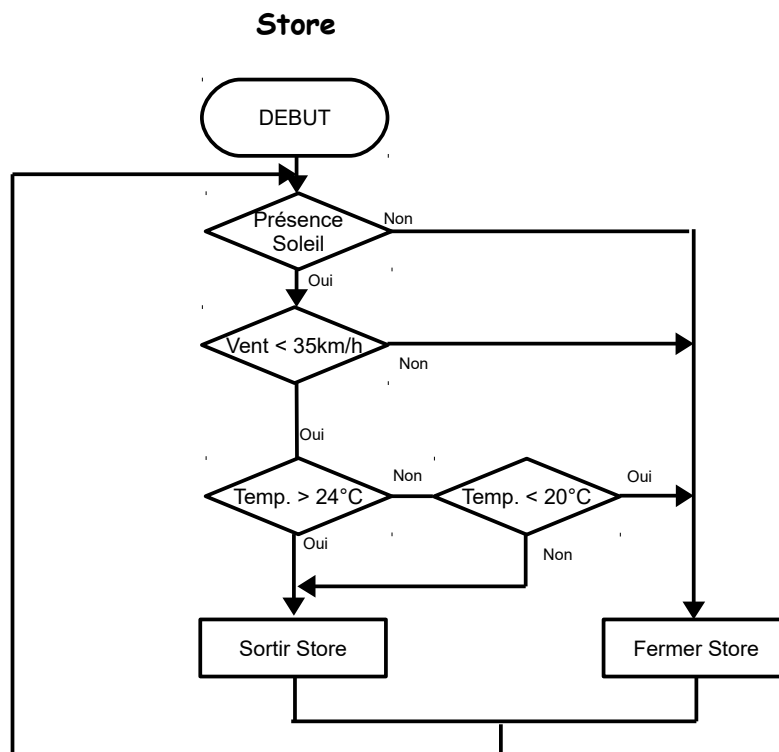 Store
DEBUT
Présence
Soleil
Non
Oui
Vent < 35km/h
Non
Oui
Temp. > 24°C
Non
Temp. < 20°C
Oui
Oui
Non
Sortir Store
Fermer Store